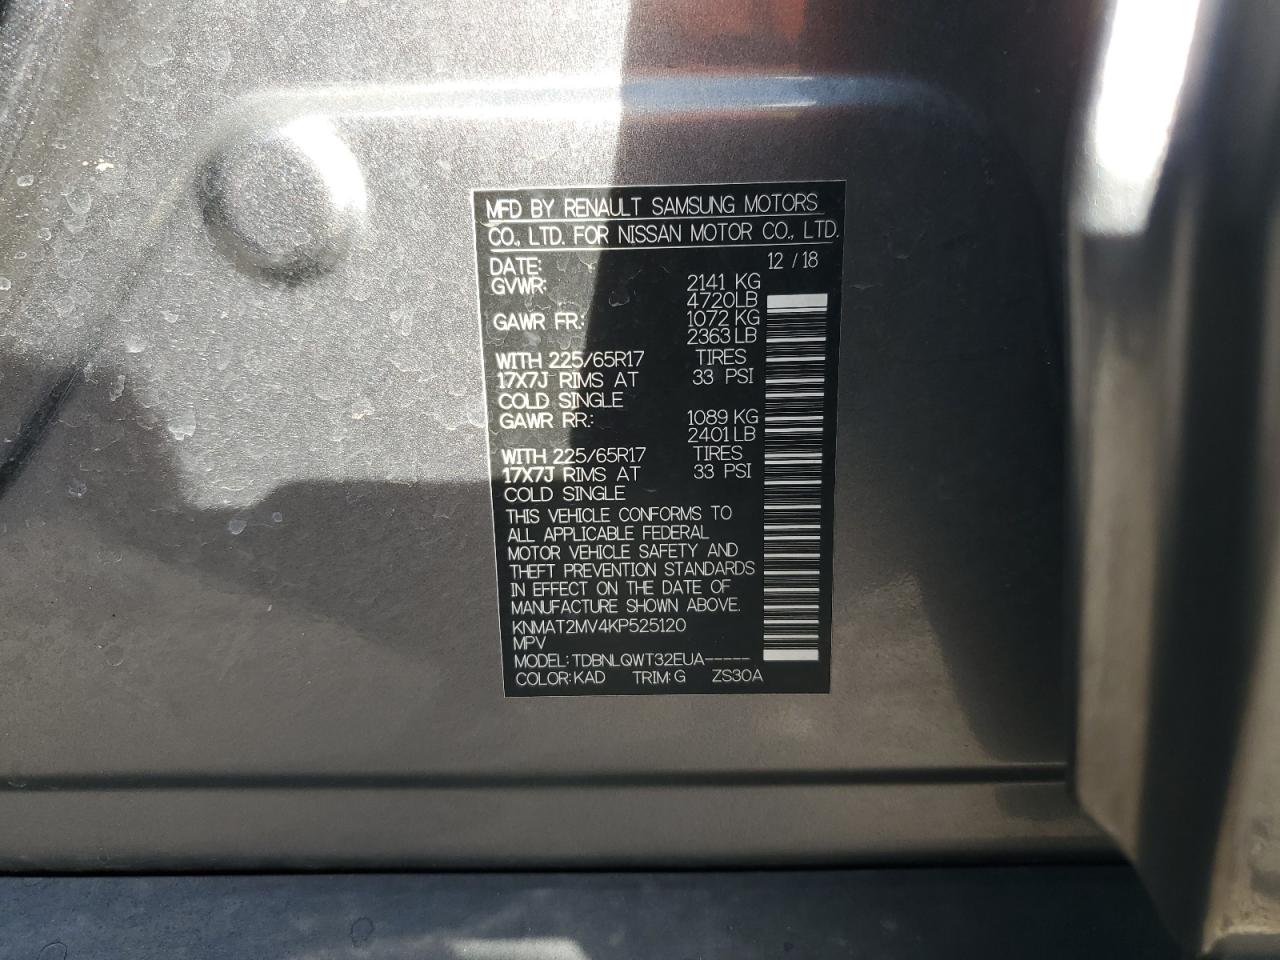 MFD BY RENAULT SAMSUNG MOTORS
CO., LTD. FOR NISSAN MOTOR CO., LTD.
DATE: 12 / 18
GVWR: 2141 KG
4720LB
GAWR FR.: 1072 KG
2363LB
WITH 225/65R17 TIRES
17X7J RIMS AT 33 PSI
COLD SINGLE
GAWR RR.: 1089 KG
2401LB
WITH 225/65R17 TIRES
17X7J RIMS AT 33 PSI
COLD SINGLE
THIS VEHICLE CONFORMS TO
ALL APPLICABLE FEDERAL
MOTOR VEHICLE SAFETY AND
THEFT PREVENTION STANDARDS
IN EFFECT ON THE DATE OF
MANUFACTURE SHOWN ABOVE.
KNMAT2MV4KP525120
MPV
MODEL:TDBNLQWT32EUA-----
COLOR:KAD TRIM:G ZS30A